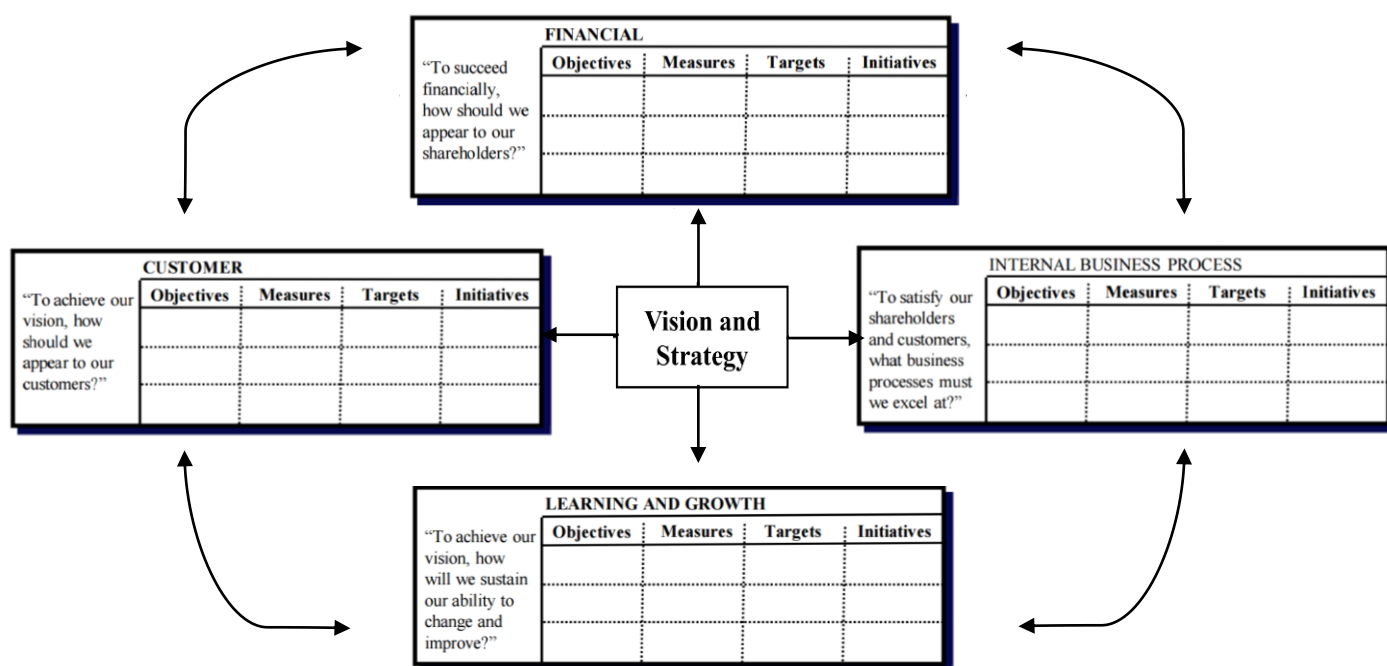 FINANCIAL
“To succeed
financially,
how should we
appear to our
shareholders?”
Objectives Measures Targets Initiatives
CUSTOMER
“To achieve our
vision, how
should we
appear to our
customers?”
Objectives Measures Targets Initiatives
Vision and
Strategy
INTERNAL BUSINESS PROCESS
“To satisfy our
shareholders
and customers,
what business
processes must
we excel at?”
Objectives Measures Targets Initiatives
LEARNING AND GROWTH
“To achieve our
vision, how
will we sustain
our ability to
change and
improve?”
Objectives Measures Targets Initiatives